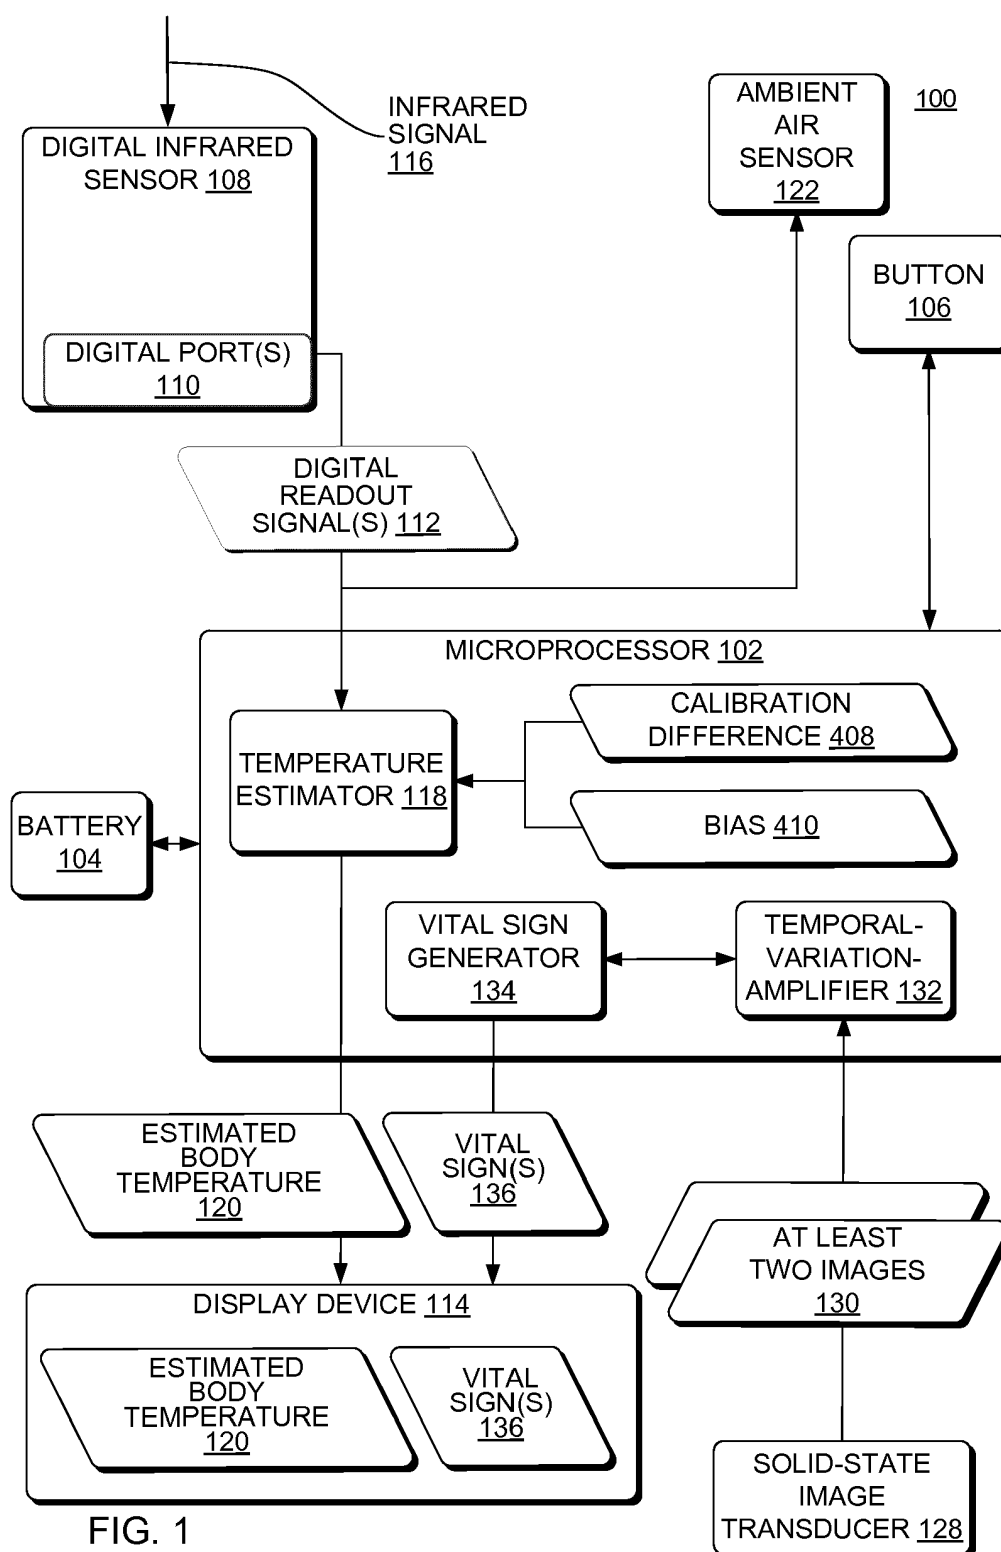 INFRARED
SIGNAL
116
AMBIENT
AIR
SENSOR
122
100
DIGITAL INFRARED
SENSOR 108
BUTTON
106
DIGITAL PORT(S)
110
DIGITAL
READOUT
SIGNAL(S) 112
MICROPROCESSOR 102
CALIBRATION
DIFFERENCE 408
TEMPERATURE
ESTIMATOR 118
BIAS 410
BATTERY
104
VITAL SIGN
GENERATOR
134
TEMPORAL-
VARIATION-
AMPLIFIER 132
ESTIMATED
BODY
TEMPERATURE
120
VITAL
SIGN(S)
136
AT LEAST
TWO IMAGES
130
DISPLAY DEVICE 114
ESTIMATED
BODY
TEMPERATURE
120
VITAL
SIGN(S)
136
SOLID-STATE
IMAGE
TRANSDUCER 128
FIG. 1